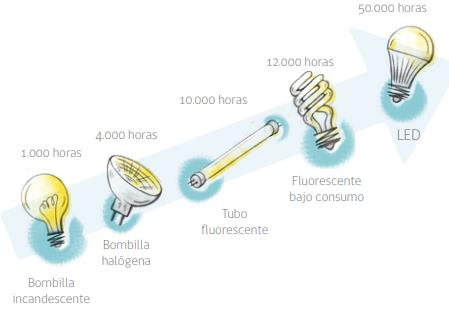 50.000 horas
12.000 horas
10.000 horas
4.000 horas
1.000 horas
LED
Fluorescente
bajo consumo
Tubo
fluorescente
Bombilla
halógena
Bombilla
incandescente